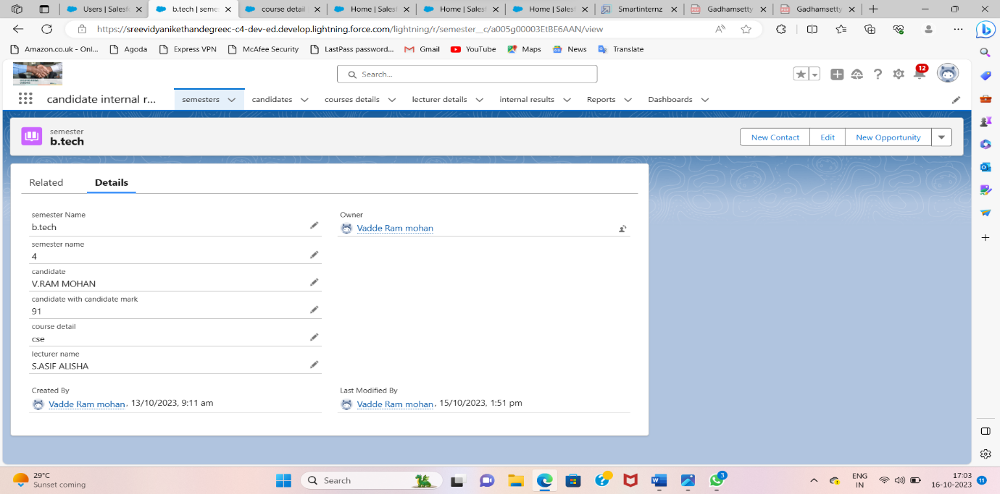 Users | Salesf
b.tech | seme
course detail
Home | Salesf
Home | Salesf
Home | Salesf
Smartinternz
Gadhamsetty
Gadhamsetty
https://sreevidyanikethandegreec-c4-dev-ed.develop.lightning.force.com/lightning/r/semester__c/a005g00003EtBE6AAN/view
Amazon.co.uk - Onl...
Agoda
Express VPN
McAfee Security
LastPass password...
Gmail
YouTube
Maps
News
Translate
Search...
12
candidate internal r...
semesters
candidates
courses details
lecturer details
internal results
Reports
Dashboards
semester
b.tech
New Contact
Edit
New Opportunity
Related
Details
semester Name
b.tech
Owner
Vadde Ram mohan
semester name
4
candidate
V.RAM MOHAN
candidate with candidate mark
91
course detail
cse
lecturer name
S.ASIF ALISHA
Created By
Vadde Ram mohan, 13/10/2023, 9:11 am
Last Modified By
Vadde Ram mohan, 15/10/2023, 1:51 pm
29°C
Sunset coming
Search
3
ENG
IN
17:03
16-10-2023
11